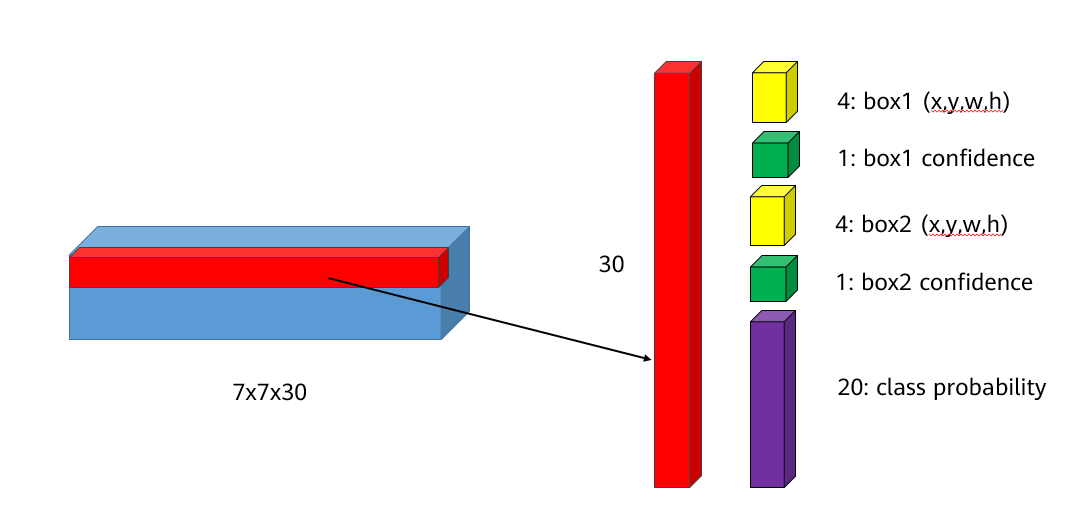 4: box1 (x,y,w,h)
1: box1 confidence
4: box2 (x,y,w,h)
30
1: box2 confidence
7x7x30
20: class probability